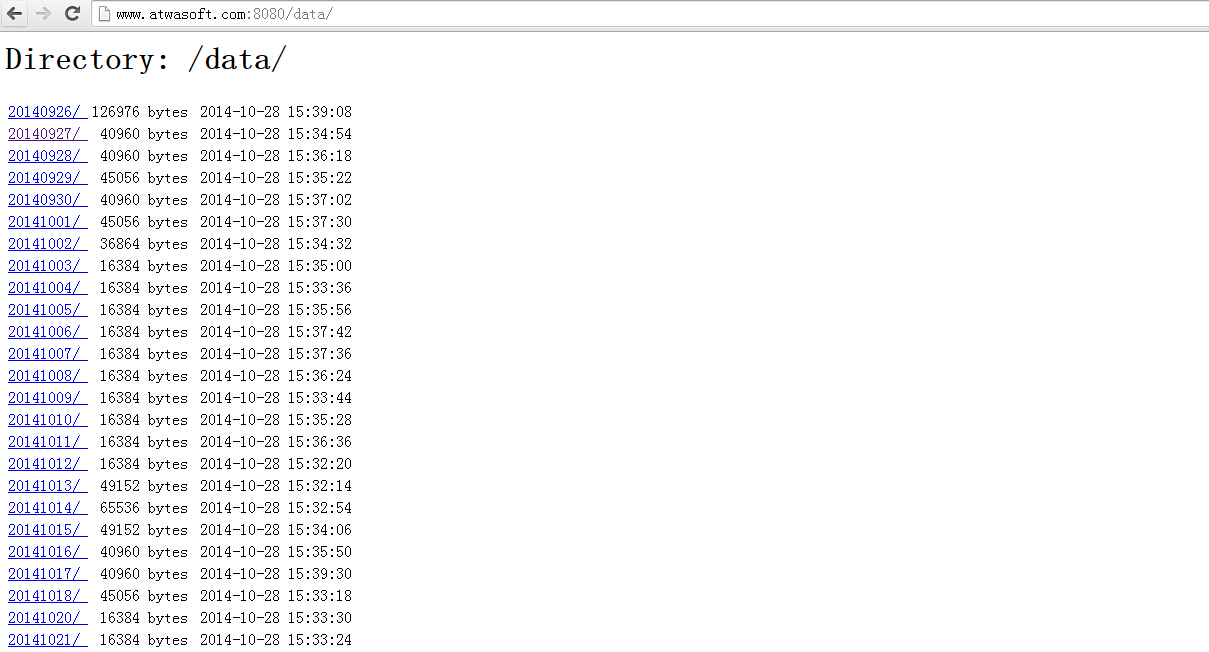 www.atwasoft.com:8080/data/
Directory: /data/
20140926/ 126976 bytes 2014-10-28 15:39:08
20140927/ 40960 bytes 2014-10-28 15:34:54
20140928/ 40960 bytes 2014-10-28 15:36:18
20140929/ 45056 bytes 2014-10-28 15:35:22
20140930/ 40960 bytes 2014-10-28 15:37:02
20141001/ 45056 bytes 2014-10-28 15:37:30
20141002/ 36864 bytes 2014-10-28 15:34:32
20141003/ 16384 bytes 2014-10-28 15:35:00
20141004/ 16384 bytes 2014-10-28 15:33:36
20141005/ 16384 bytes 2014-10-28 15:35:56
20141006/ 16384 bytes 2014-10-28 15:37:42
20141007/ 16384 bytes 2014-10-28 15:37:36
20141008/ 16384 bytes 2014-10-28 15:36:24
20141009/ 16384 bytes 2014-10-28 15:33:44
20141010/ 16384 bytes 2014-10-28 15:35:28
20141011/ 16384 bytes 2014-10-28 15:36:36
20141012/ 16384 bytes 2014-10-28 15:32:20
20141013/ 49152 bytes 2014-10-28 15:32:14
20141014/ 65536 bytes 2014-10-28 15:32:54
20141015/ 49152 bytes 2014-10-28 15:34:06
20141016/ 40960 bytes 2014-10-28 15:35:50
20141017/ 40960 bytes 2014-10-28 15:39:30
20141018/ 45056 bytes 2014-10-28 15:33:18
20141020/ 16384 bytes 2014-10-28 15:33:30
20141021/ 16384 bytes 2014-10-28 15:33:24